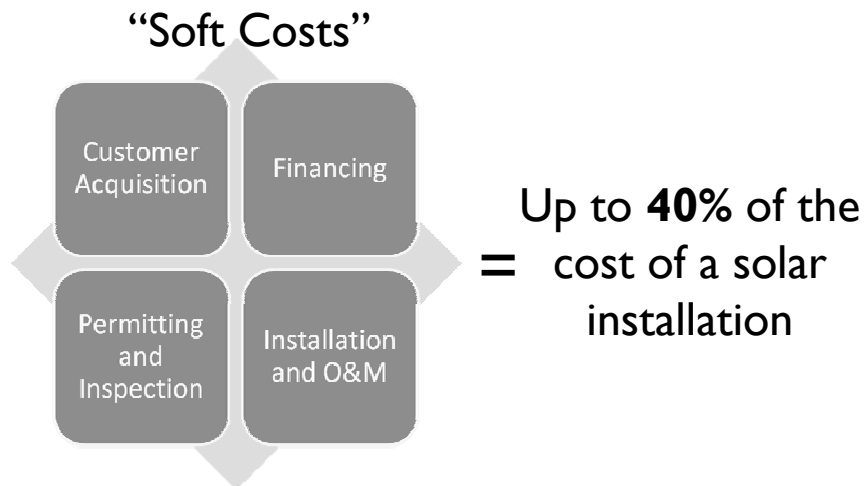 “Soft Costs”
Customer
Acquisition
Financing
Permitting
and
Inspection
Installation
and O&M
= Up to 40% of the
cost of a solar
installation